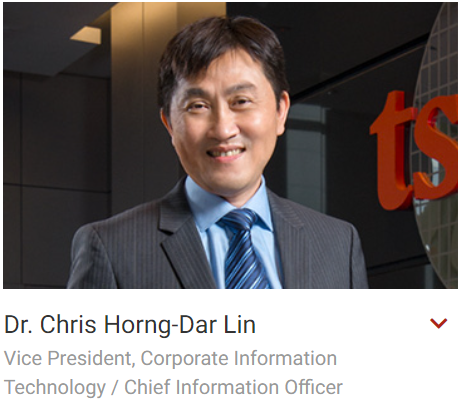 ts
Dr. Chris Horng-Dar Lin
Vice President, Corporate Information
Technology / Chief Information Officer